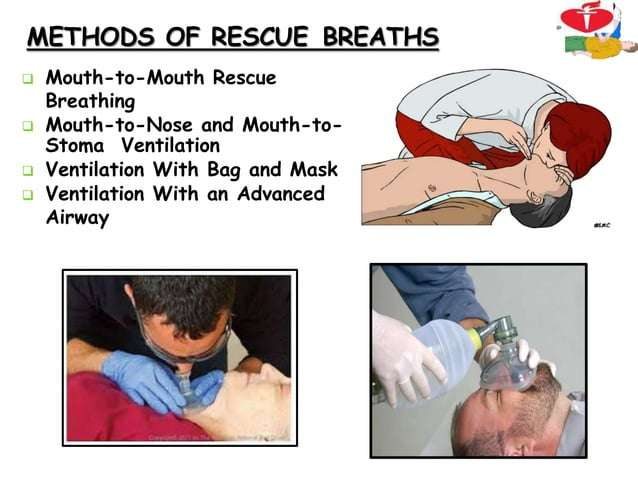 METHODS OF RESCUE BREATHS
Mouth-to-Mouth Rescue
Breathing
Mouth-to-Nose and Mouth-to-
Stoma Ventilation
Ventilation With Bag and Mask
Ventilation With an Advanced
Airway